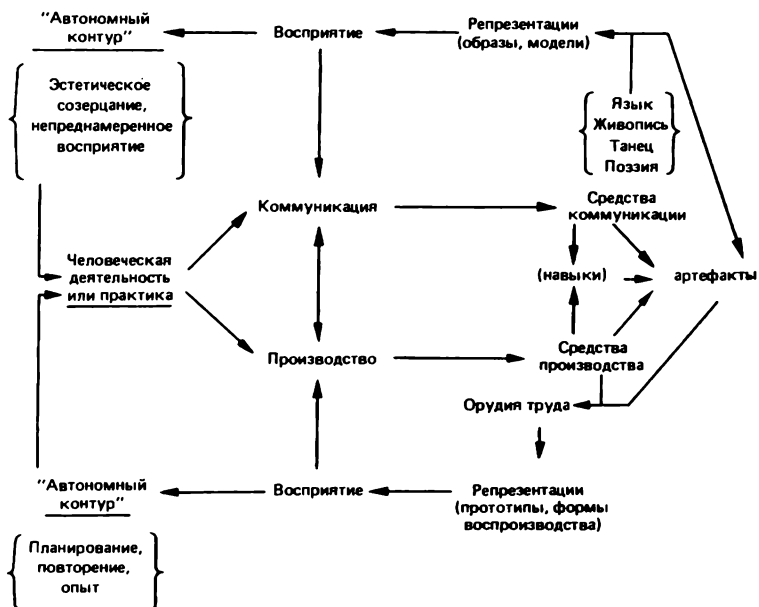 "Автономный
контур"
Восприятие
Репрезентации
(образы, модели)
Эстетическое
созерцание,
непреднамеренное
восприятие
Язык
Живопись
Танец
Поэзия
Коммуникация
Средства
коммуникации
Человеческая
деятельность
или практика
(навыки)
артефакты
Производство
Средства
производства
Орудия труда
"Автономный
контур"
Восприятие
Репрезентации
(прототипы, формы
воспроизводства)
Планирование,
повторение,
опыт